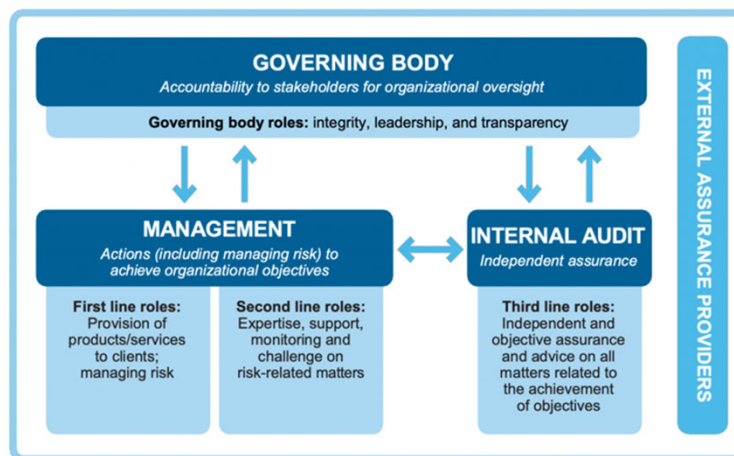 GOVERNING BODY
Accountability to stakeholders for organizational oversight
Governing body roles: integrity, leadership, and transparency
MANAGEMENT
Actions (including managing risk) to
achieve organizational objectives
First line roles:
Provision of
products/services
to clients;
managing risk
Second line roles:
Expertise, support,
monitoring and
challenge on
risk-related matters
INTERNAL AUDIT
Independent assurance
Third line roles:
Independent and
objective assurance
and advice on all
matters related to
the achievement
of objectives
EXTERNAL ASSURANCE PROVIDERS